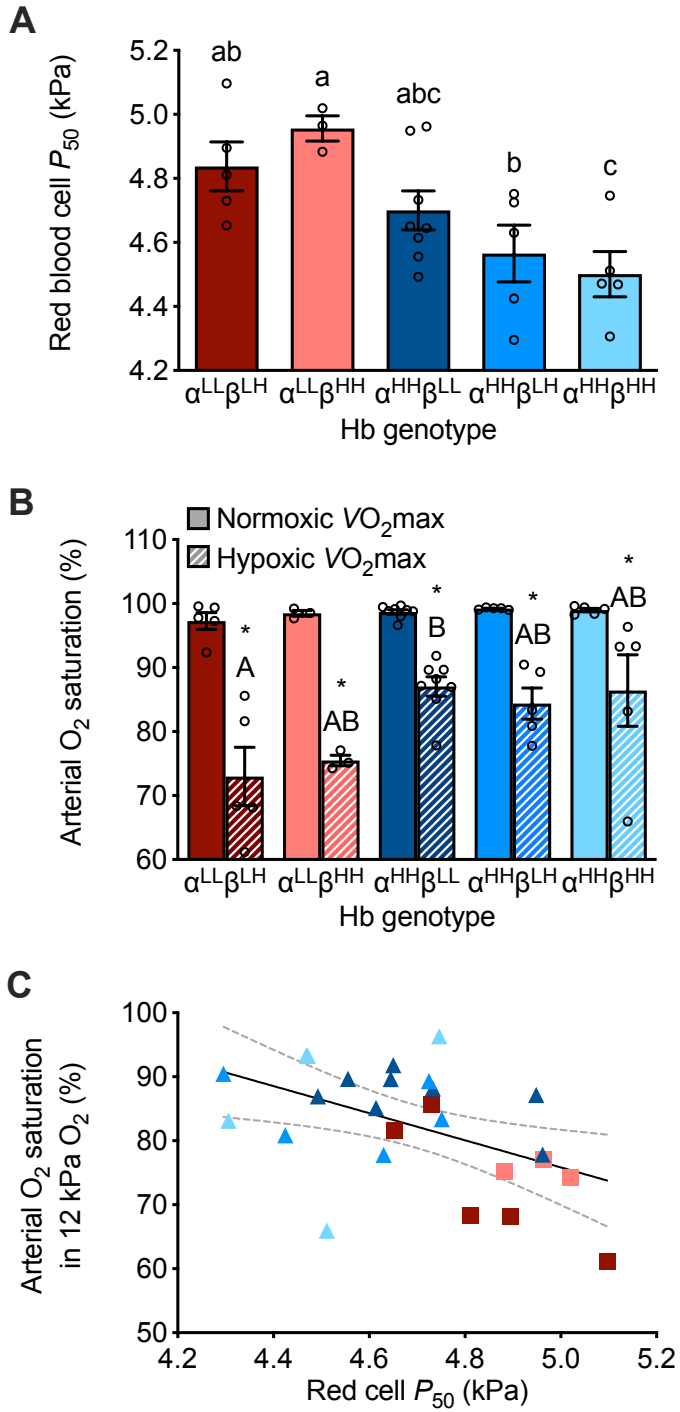 A
Red blood cell P₅₀ (kPa)
5.2
5.0
4.8
4.6
4.4
4.2
ab
a
abc
b
c
αᴸᴸβᴸᴴ
αᴸᴸβᴴᴴ
αᴴᴴβᴸᴸ
αᴴᴴβᴸᴴ
αᴴᴴβᴴᴴ
Hb genotype
B
Normoxic VO₂max
Hypoxic VO₂max
Arterial O₂ saturation (%)
110
100
90
80
70
60
*
A
*
AB
*
B
*
AB
*
AB
αᴸᴸβᴸᴴ
αᴸᴸβᴴᴴ
αᴴᴴβᴸᴸ
αᴴᴴβᴸᴴ
αᴴᴴβᴴᴴ
Hb genotype
C
Arterial O₂ saturation
in 12 kPa O₂ (%)
100
90
80
70
60
50
4.2 4.4 4.6 4.8 5.0 5.2
Red cell P₅₀ (kPa)